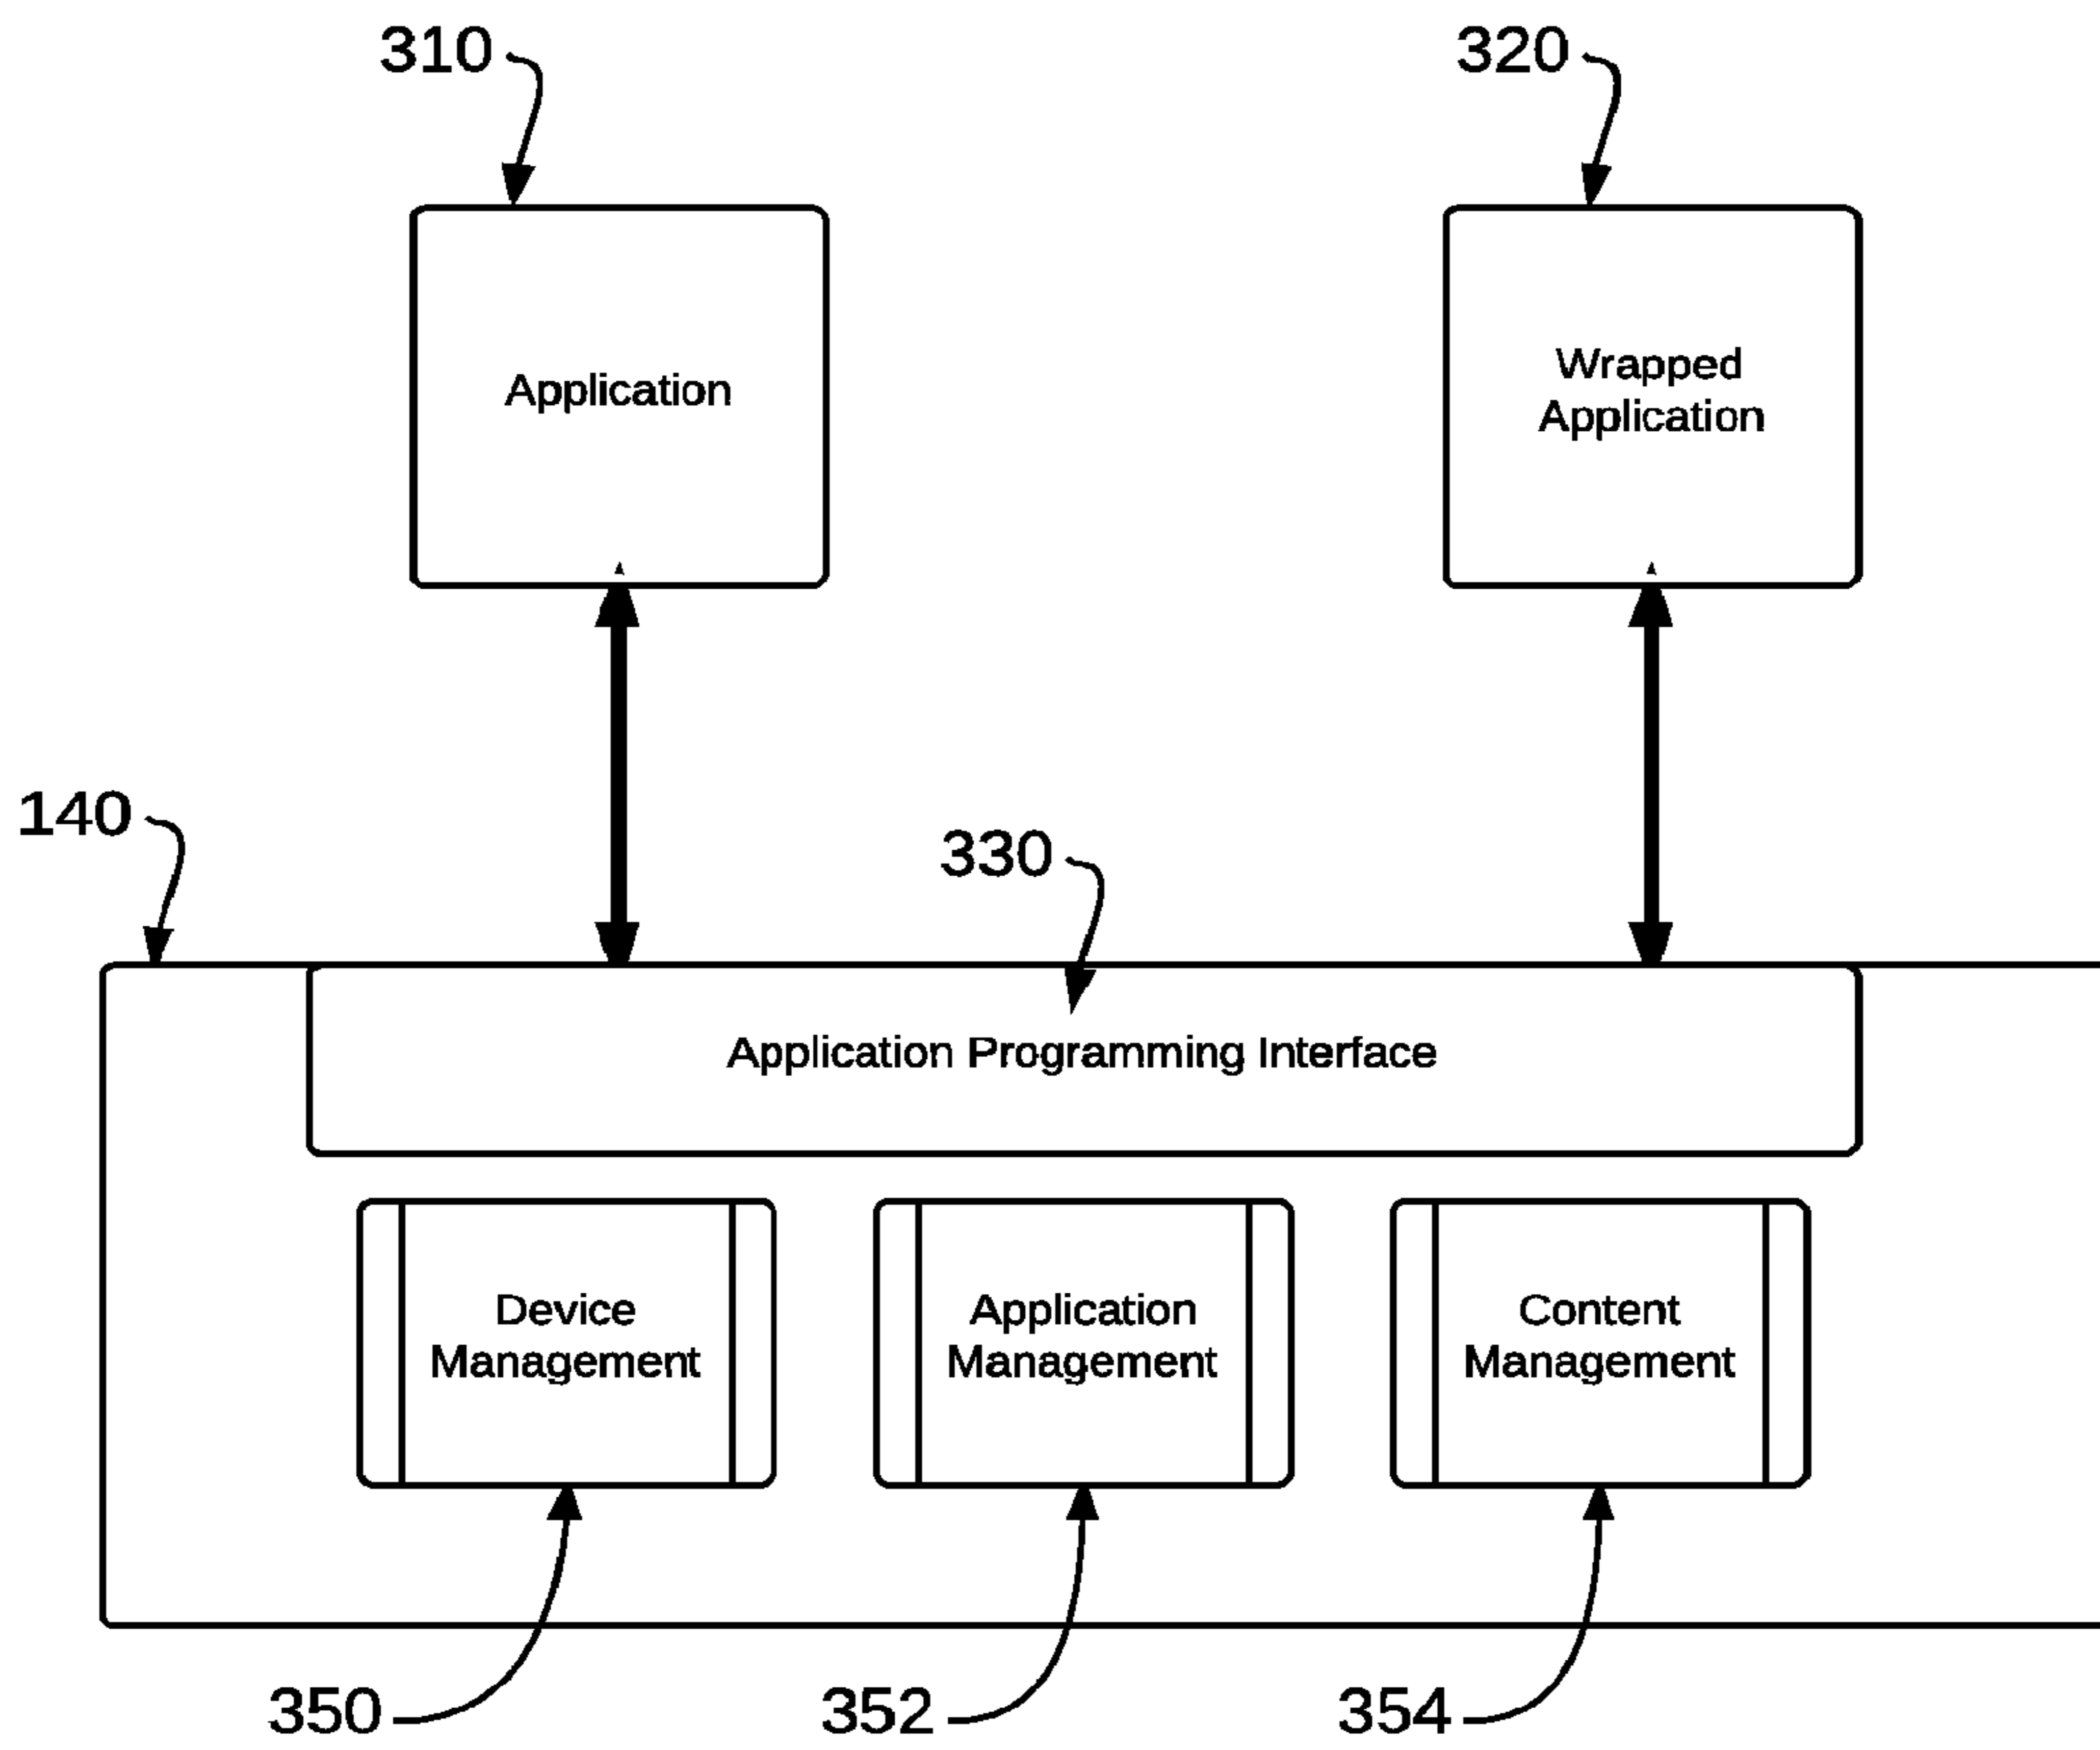 310
320
Application
Wrapped
Application
140
330
Application Programming Interface
Device
Management
Application
Management
Content
Management
350
352
354